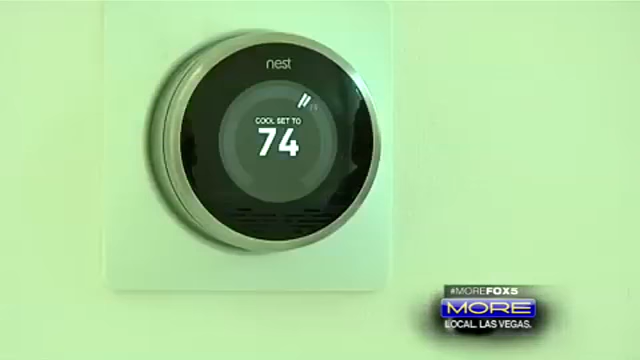 nest
COOL SET TO
74
#MOREFOX5
MORE
LOCAL. LAS VEGAS.